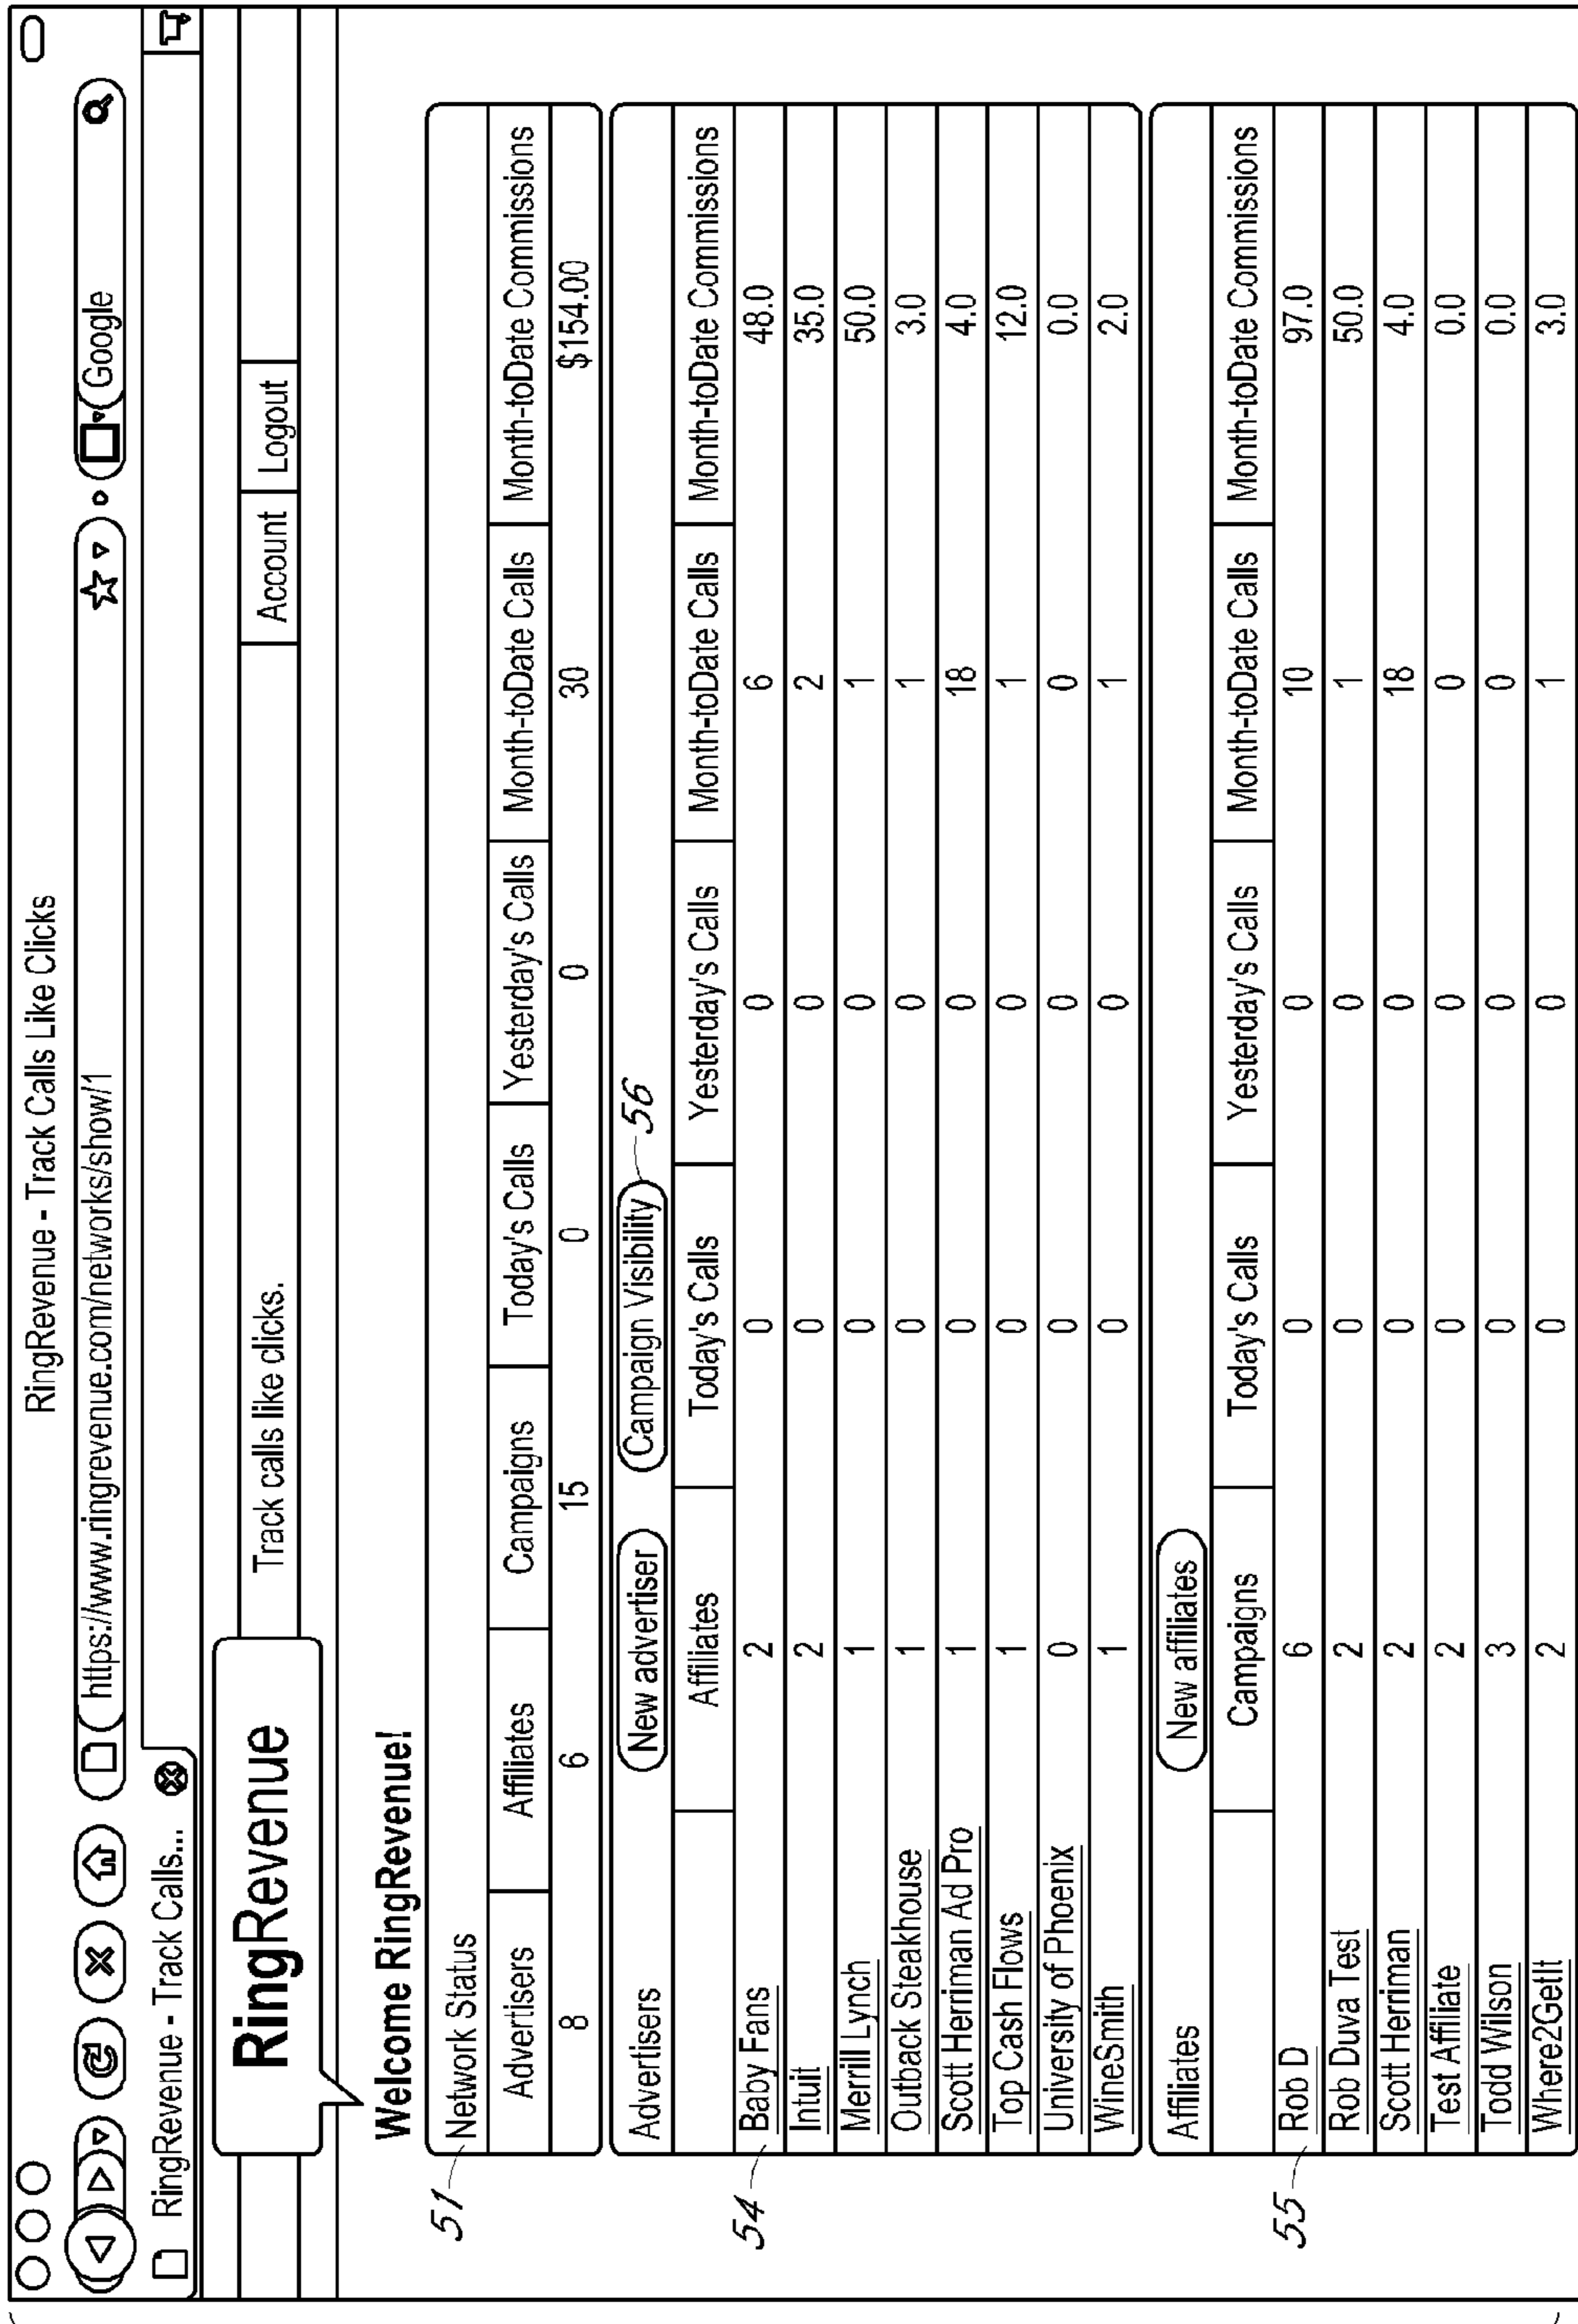 RingRevenue - Track Calls Like Clicks
https://www.ringrevenue.com/networks/show/1 Google
RingRevenue - Track Calls...
RingRevenue Track calls like clicks. Account Logout
Welcome RingRevenue!
51 Network Status
Advertisers Affiliates Campaigns Today's Calls Yesterday's Calls Month-toDate Calls Month-toDate Commissions
8 6 15 0 0 30 $154.00
Advertisers New advertiser Campaign Visibility 56
Affiliates Today's Calls Yesterday's Calls Month-toDate Calls Month-toDate Commissions
54 Baby Fans 2 0 0 6 48.0
Intuit 2 0 0 2 35.0
Merrill Lynch 1 0 0 1 50.0
Outback Steakhouse 1 0 0 1 3.0
Scott Herriman Ad Pro 1 0 0 18 4.0
Top Cash Flows 1 0 0 1 12.0
University of Phoenix 0 0 0 0 0.0
WineSmith 1 0 0 1 2.0
Affiliates New affiliates
Campaigns Today's Calls Yesterday's Calls Month-toDate Calls Month-toDate Commissions
55 Rob D 6 0 0 10 97.0
Rob Duva Test 2 0 0 1 50.0
Scott Herriman 2 0 0 18 4.0
Test Affiliate 2 0 0 0 0.0
Todd Wilson 3 0 0 0 0.0
Where2GetIt 2 0 0 1 3.0